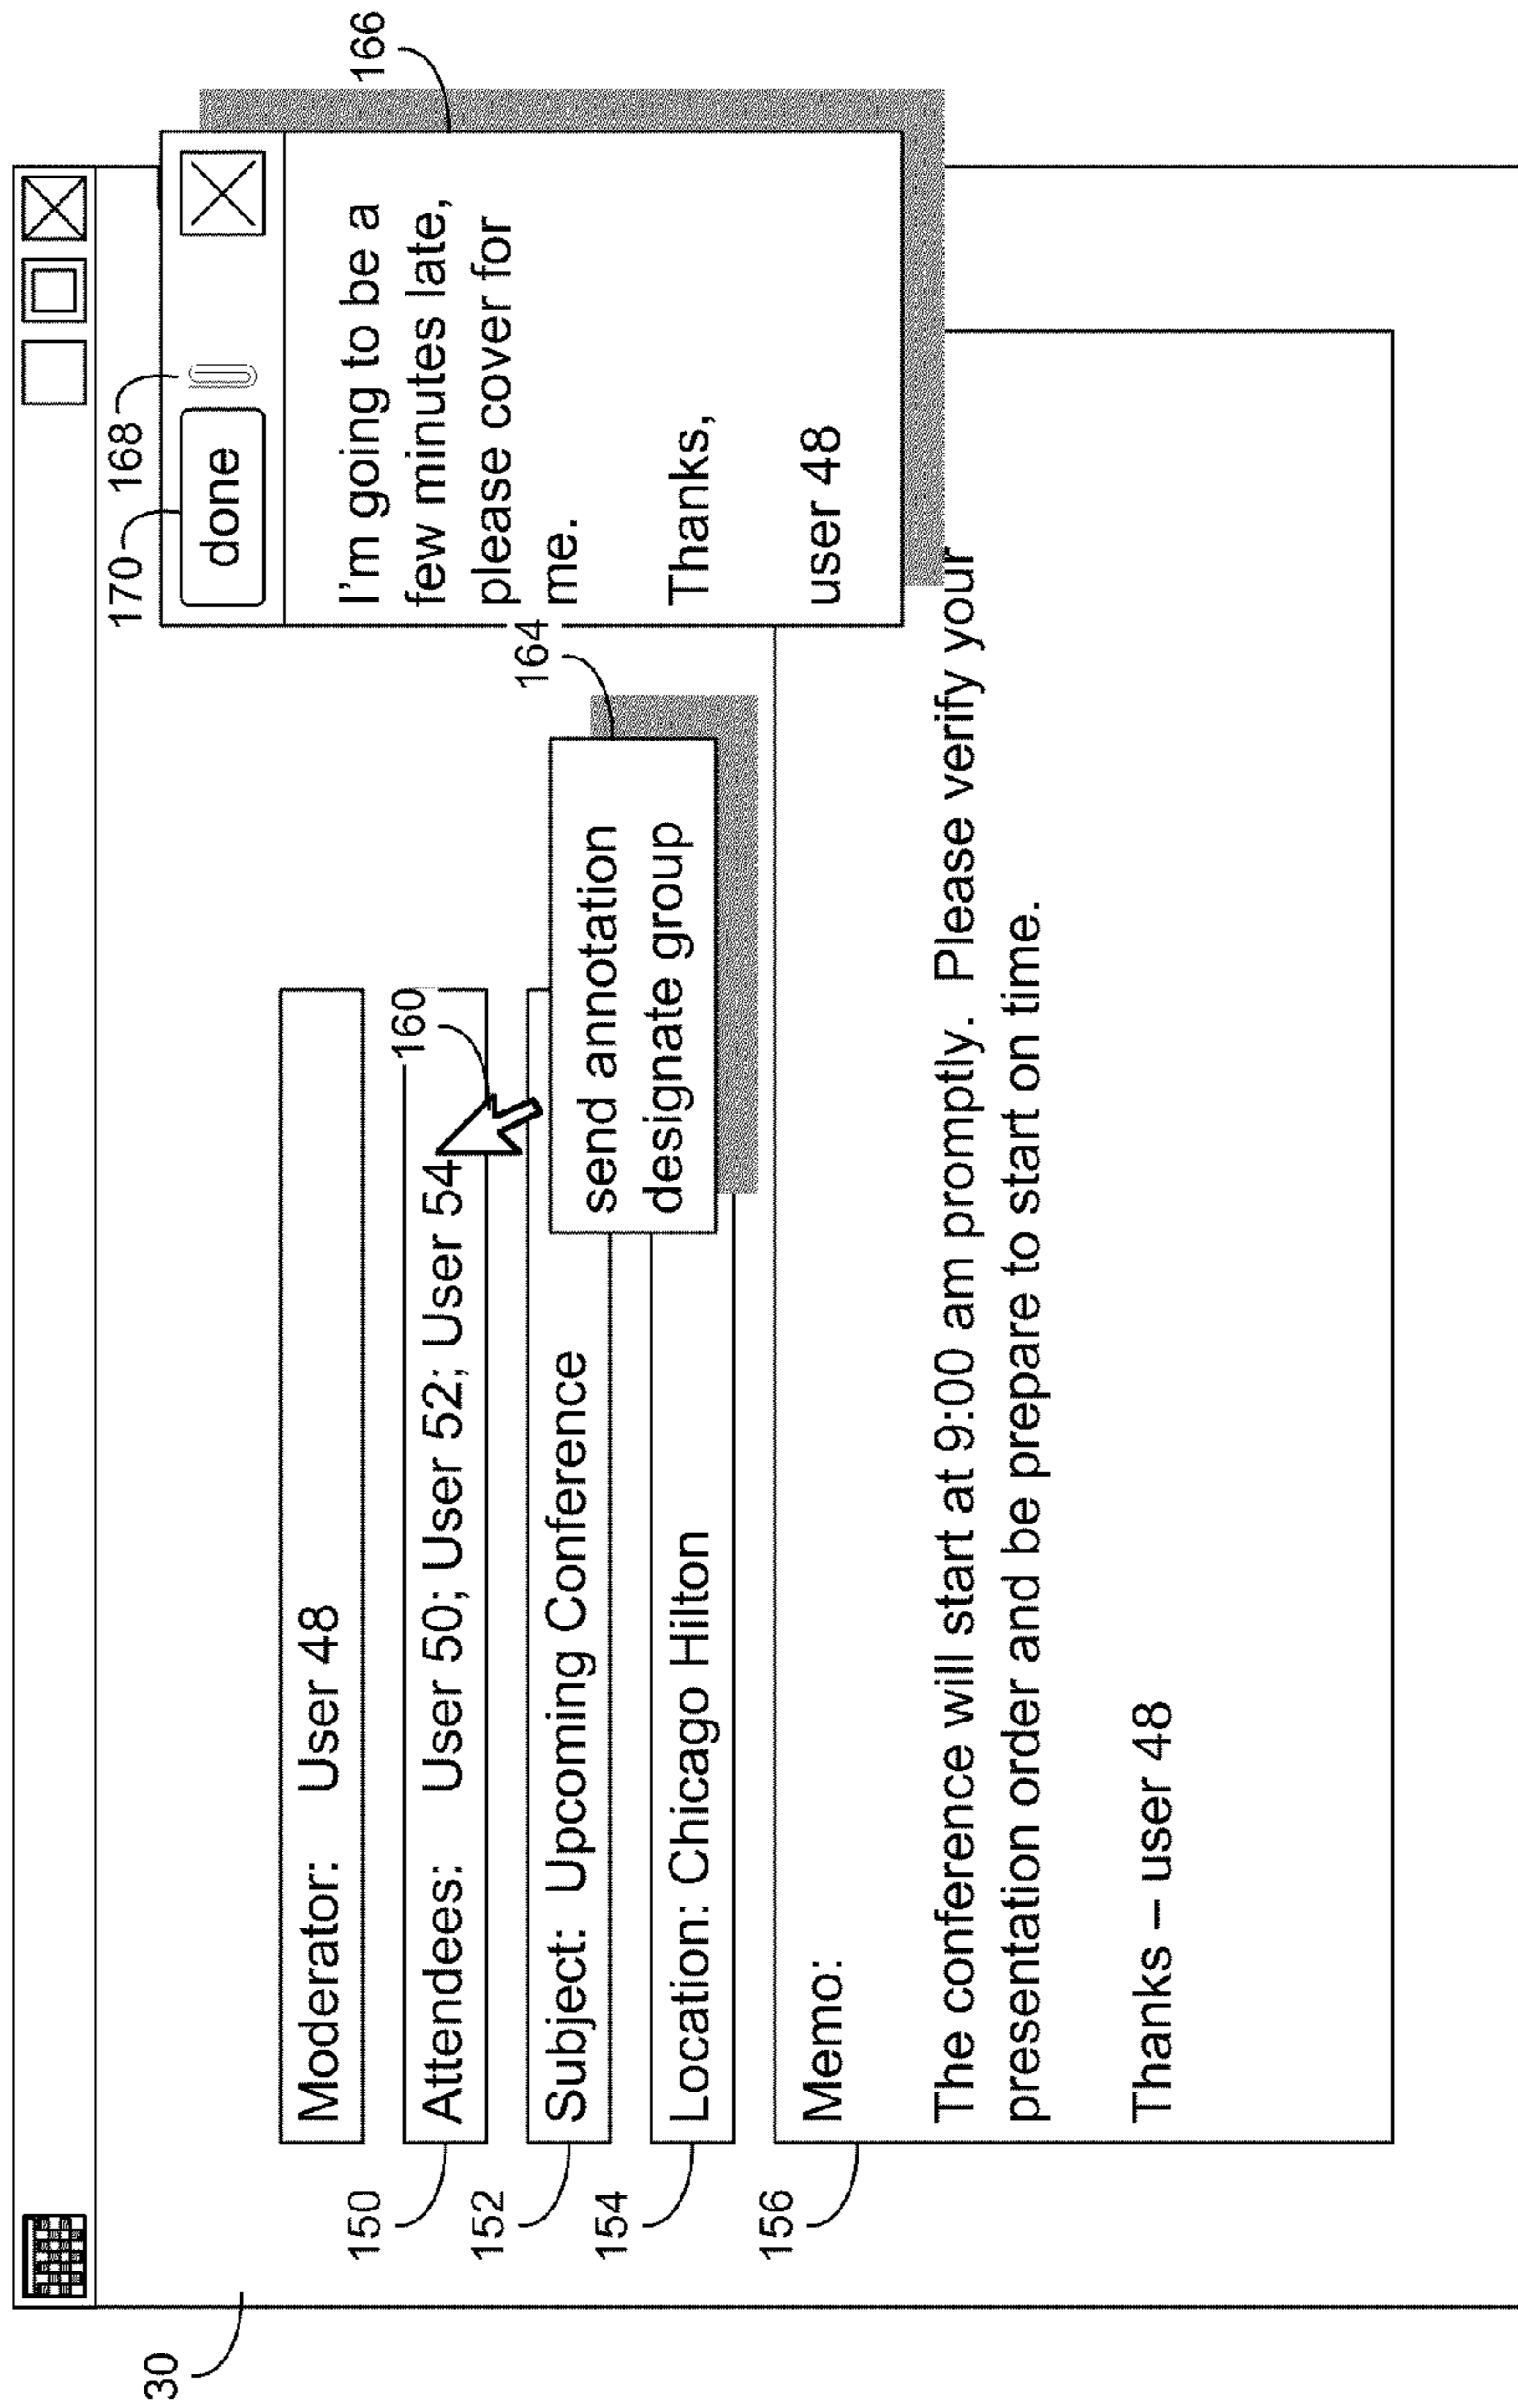 30
170
168
done
166
I'm going to be a
few minutes late,
please cover for
me.
Thanks,
user 48
Moderator: User 48
150
Attendees: User 50; User 52; User 54
160
152
Subject: Upcoming Conference
164
send annotation
designate group
154
Location: Chicago Hilton
156
Memo:
The conference will start at 9:00 am promptly. Please verify your
presentation order and be prepare to start on time.
Thanks – user 48